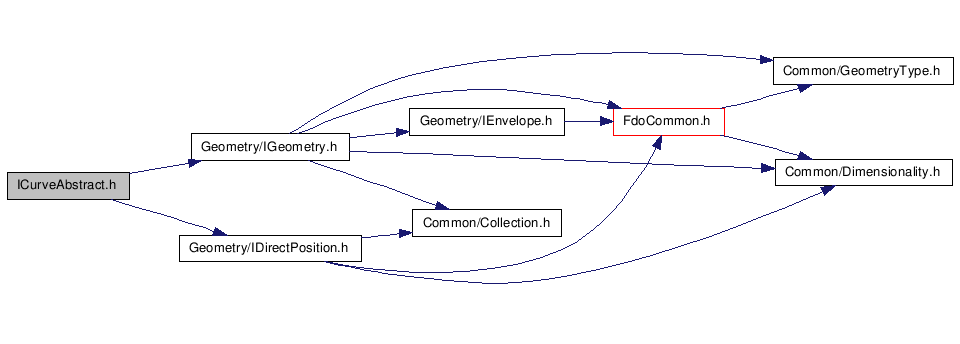 Common/GeometryType.h
Geometry/IEnvelope.h
FdoCommon.h
Geometry/IGeometry.h
Common/Dimensionality.h
ICurveAbstract.h
Common/Collection.h
Geometry/IDirectPosition.h